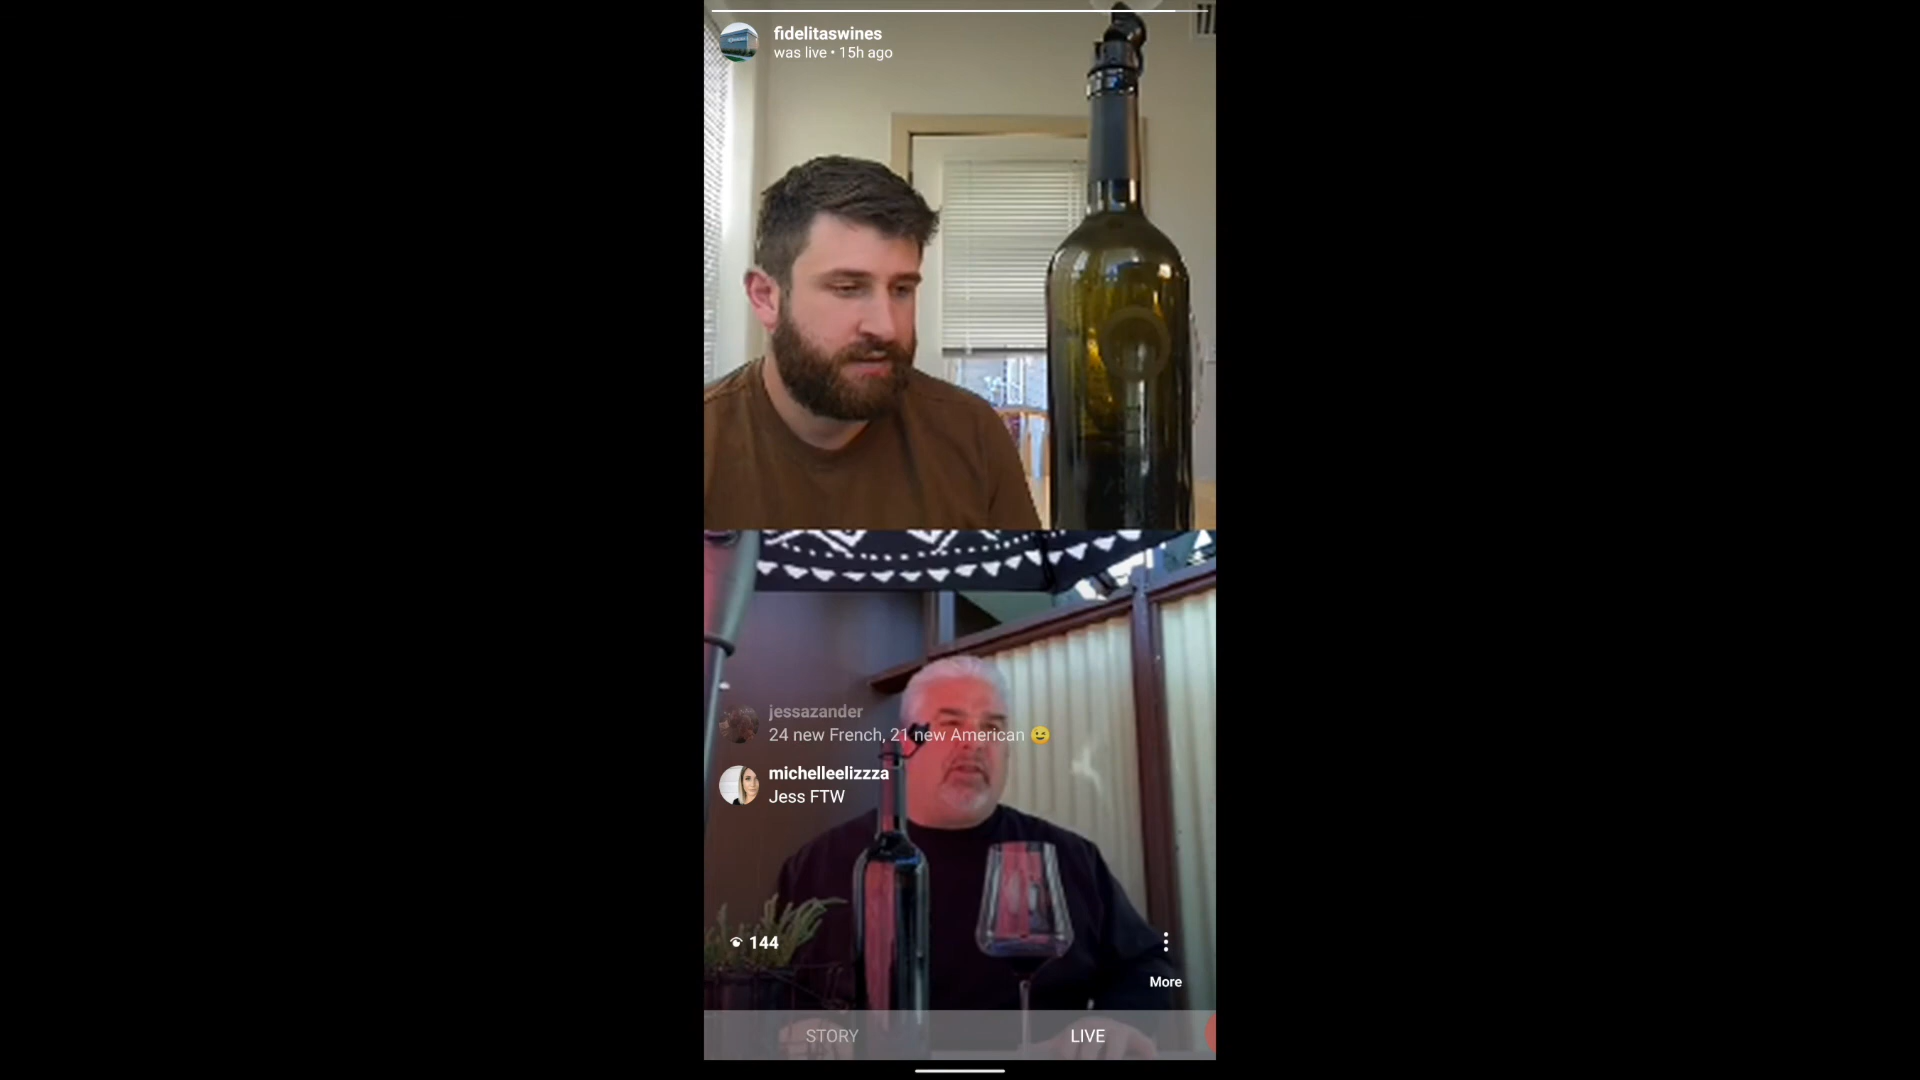 fidelitaswines
was live • 15h ago
jessazander
24 new French, 21 new American 😉
michelleelizzza
Jess FTW
144
More
STORY
LIVE